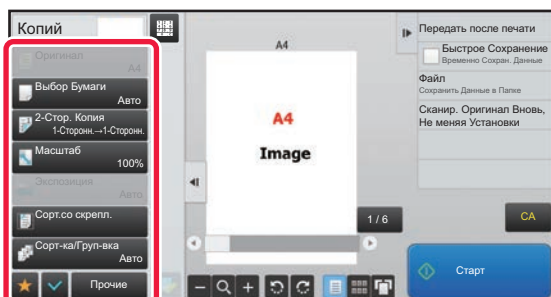 Копий
Оригинал
A4
Выбор Бумаги
Авто
2-Стор. Копия
1-Сторонн.→1-Сторонн.
Масштаб
100%
Экспозиция
Авто
Сорт.со скрепл.
Сорт-ка/Груп-вка
Авто
Прочие
A4
A4
Image
1 / 6
Передать после печати
Быстрое Сохранение
Временно Сохран. Данные
Файл
Сохранить Данные в Папке
Сканир. Оригинал Вновь,
Не меняя Установки
CA
Старт